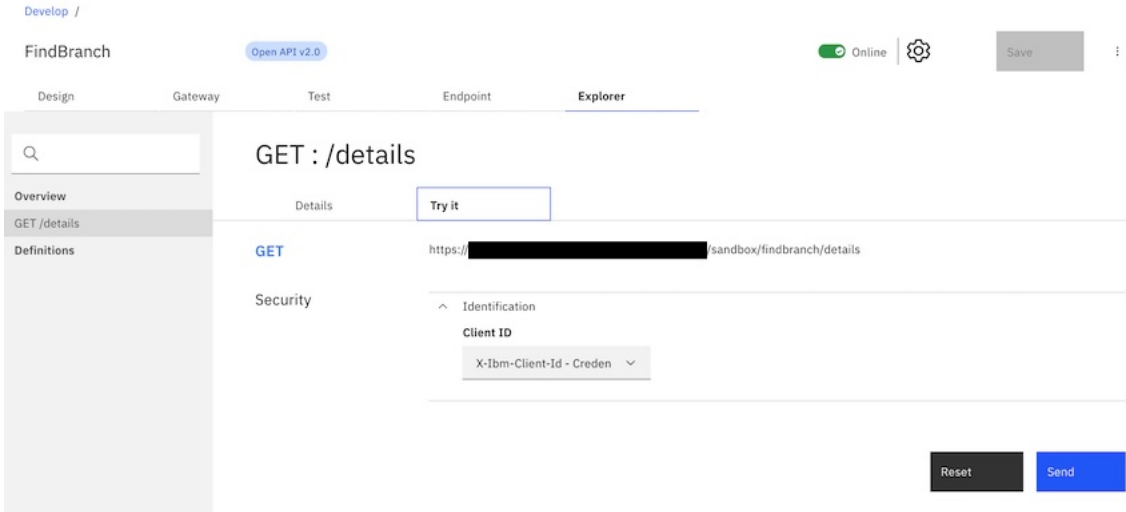 Develop /
FindBranch Open API v2.0 Online Save
Design Gateway Test Endpoint Explorer
GET : /details
Overview
GET /details
Definitions
Details Try it
GET https:// /sandbox/findbranch/details
Security
Identification
Client ID
X-Ibm-Client-Id - Creden
Reset Send